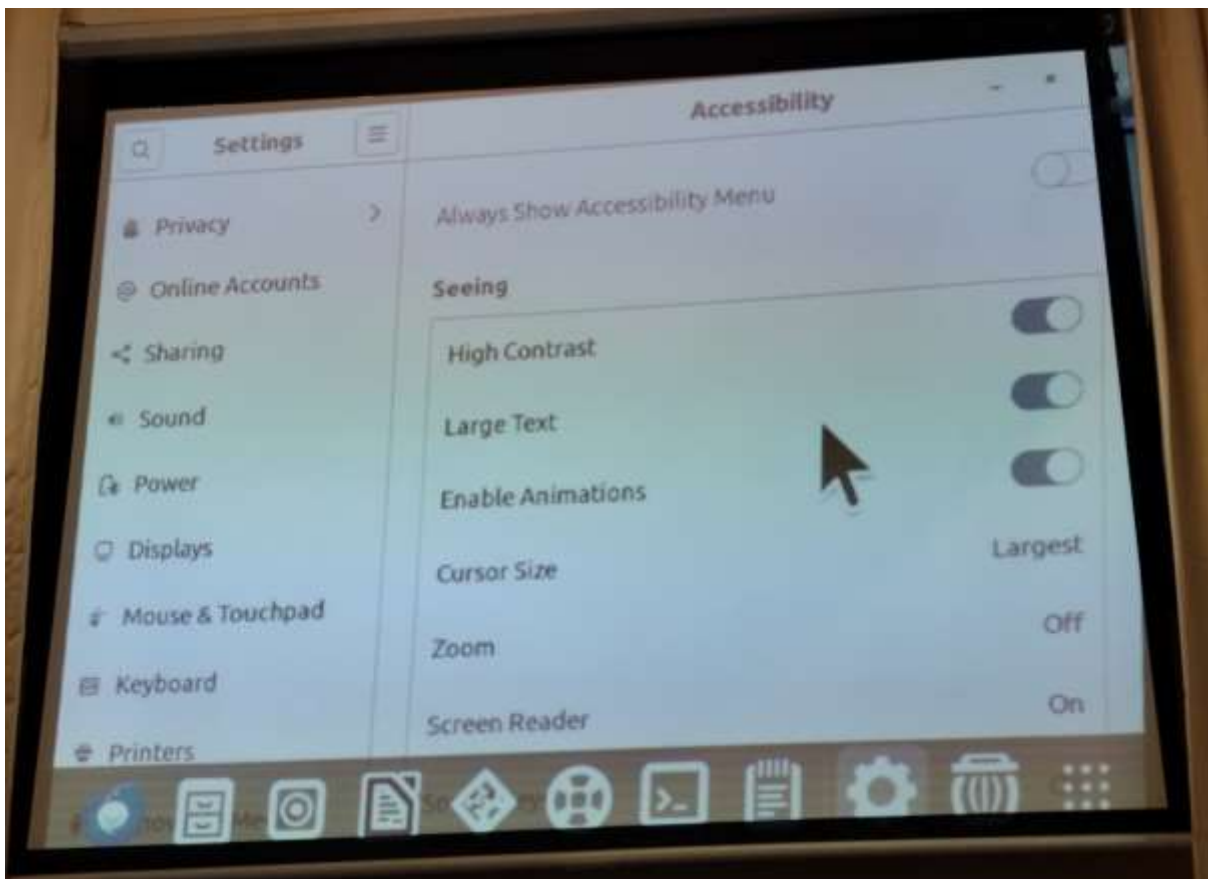 Settings
Accessibility
Privacy
Online Accounts
Sharing
Sound
Power
Displays
Mouse & Touchpad
Keyboard
Printers
Always Show Accessibility Menu
Seeing
High Contrast
Large Text
Enable Animations
Cursor Size
Largest
Zoom
Off
Screen Reader
On